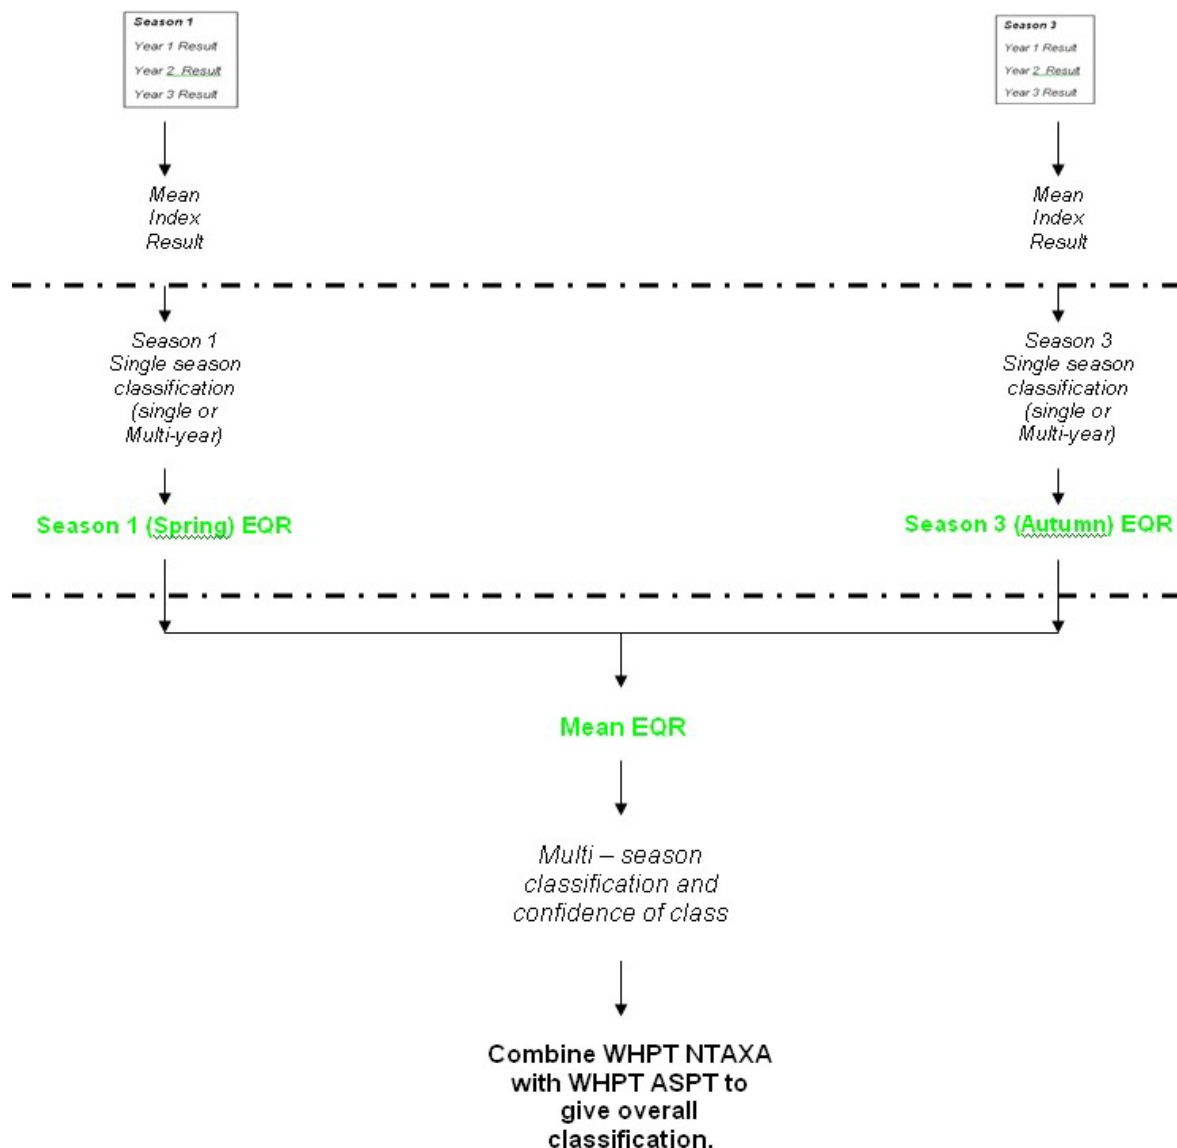 Season 1
Year 1 Result
Year 2 Result
Year 3 Result
Season 3
Year 1 Result
Year 2 Result
Year 3 Result
Mean
Index
Result
Mean
Index
Result
Season 1
Single season
classification
(single or
Multi-year)
Season 3
Single season
classification
(single or
Multi-year)
Season 1 (Spring) EQR
Season 3 (Autumn) EQR
Mean EQR
Multi – season
classification and
confidence of class
Combine WHPT NTAXA
with WHPT ASPT to
give overall
classification.